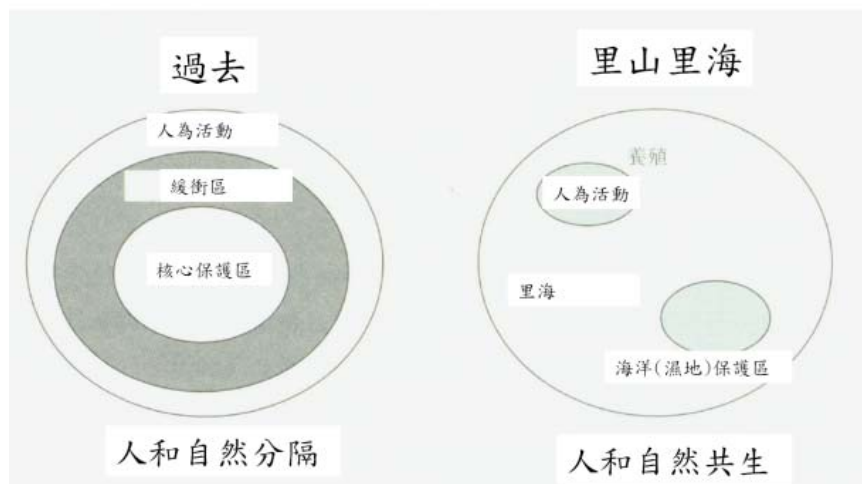 過去
人為活動
緩衝區
核心保護區
人和自然分隔
里山里海
養殖
人為活動
里海
海洋(濕地)保護區
人和自然共生